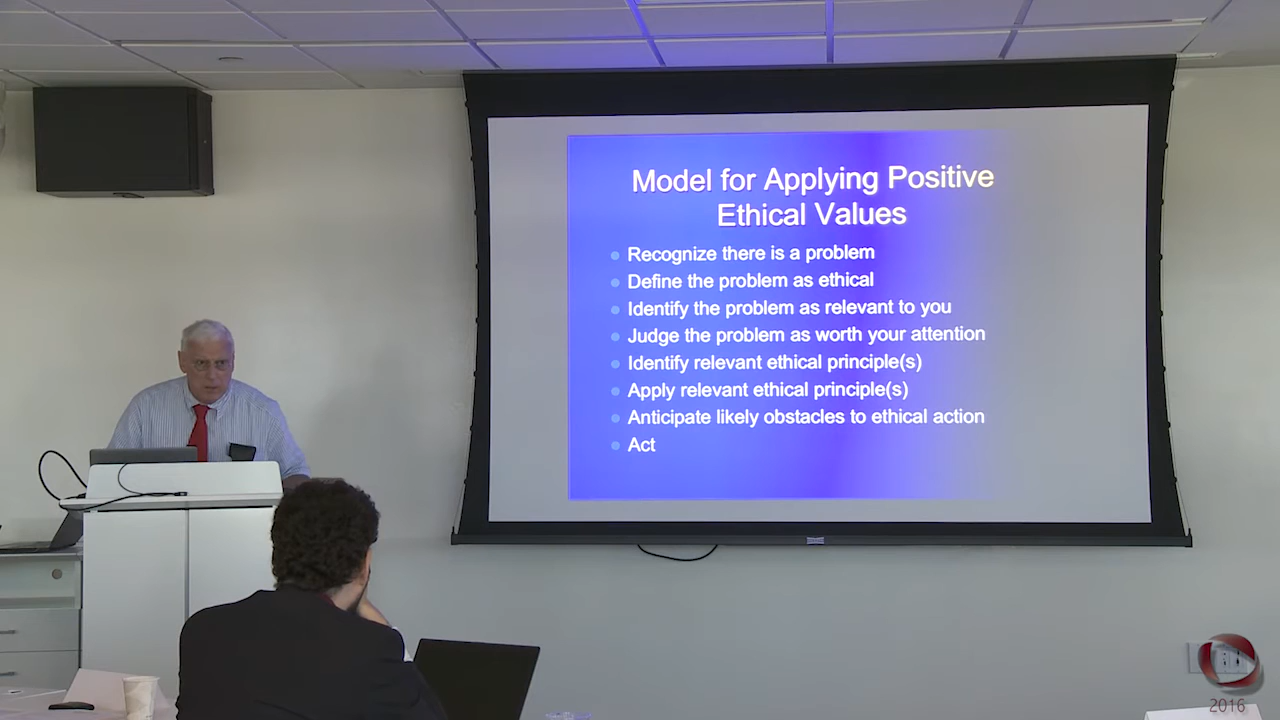 Model for Applying Positive
Ethical Values
Recognize there is a problem
Define the problem as ethical
Identify the problem as relevant to you
Judge the problem as worth your attention
Identify relevant ethical principle(s)
Apply relevant ethical principle(s)
Anticipate likely obstacles to ethical action
Act
2016